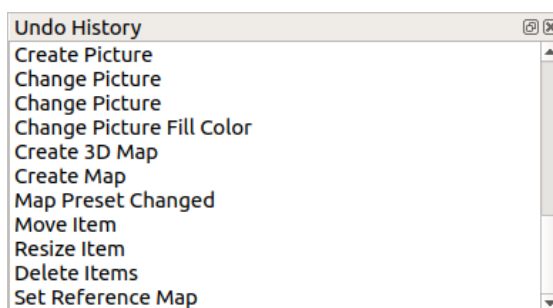 Undo History
Create Picture
Change Picture
Change Picture
Change Picture Fill Color
Create 3D Map
Create Map
Map Preset Changed
Move Item
Resize Item
Delete Items
Set Reference Map